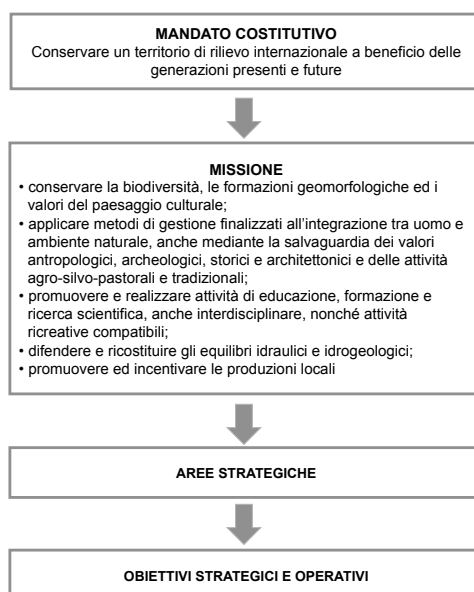 MANDATO COSTITUTIVO
Conservare un territorio di rilievo internazionale a beneficio delle
generazioni presenti e future
MISSIONE
• conservare la biodiversità, le formazioni geomorfologiche ed i
valori del paesaggio culturale;
• applicare metodi di gestione finalizzati all'integrazione tra uomo e
ambiente naturale, anche mediante la salvaguardia dei valori
antropologici, archeologici, storici e architettonici e delle attività
agro-silvo-pastorali e tradizionali;
• promuovere e realizzare attività di educazione, formazione e
ricerca scientifica, anche interdisciplinare, nonché attività
ricreative compatibili;
• difendere e ricostituire gli equilibri idraulici e idrogeologici;
• promuovere ed incentivare le produzioni locali
AREE STRATEGICHE
OBIETTIVI STRATEGICI E OPERATIVI